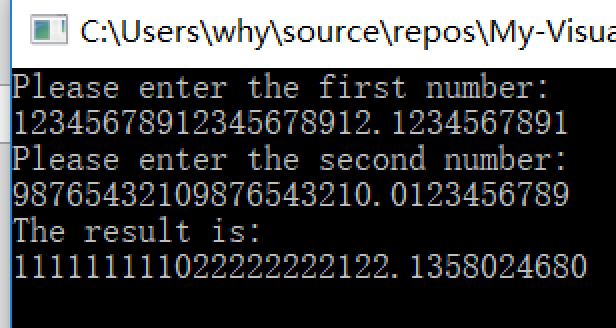 C:\Users\why\source\repos\My-Visua
Please enter the first number:
12345678912345678912.1234567891
Please enter the second number:
98765432109876543210.0123456789
The result is:
111111111022222222122.1358024680